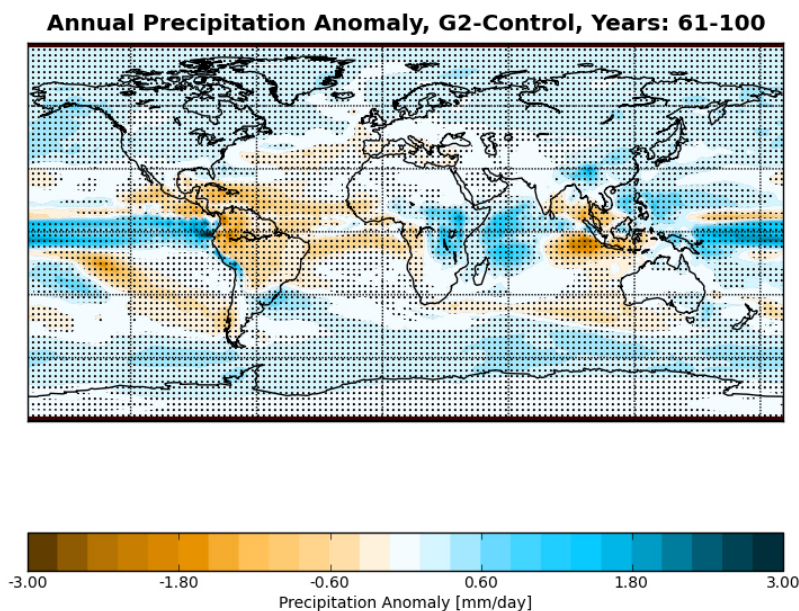 Annual Precipitation Anomaly, G2-Control, Years: 61-100
-3.00 -1.80 -0.60 0.60 1.80 3.00
Precipitation Anomaly [mm/day]